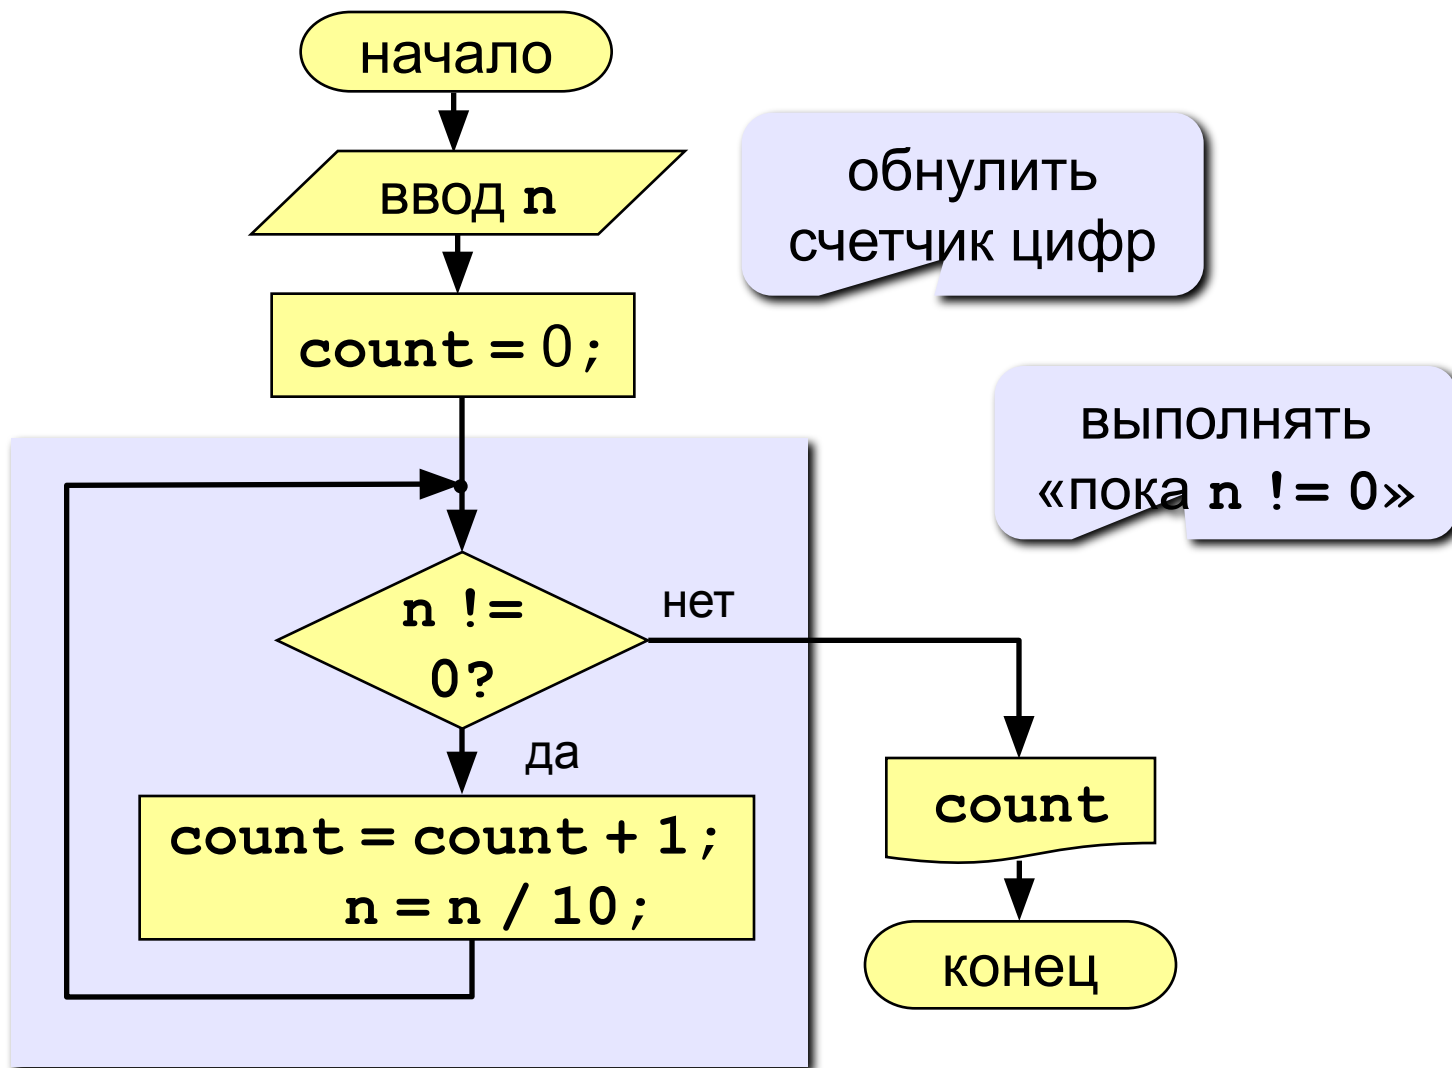 начало
ввод n
обнулить
счетчик цифр
count = 0;
выполнять
«пока n != 0»
n !=
0?
нет
да
count = count + 1;
n = n / 10;
count
конец